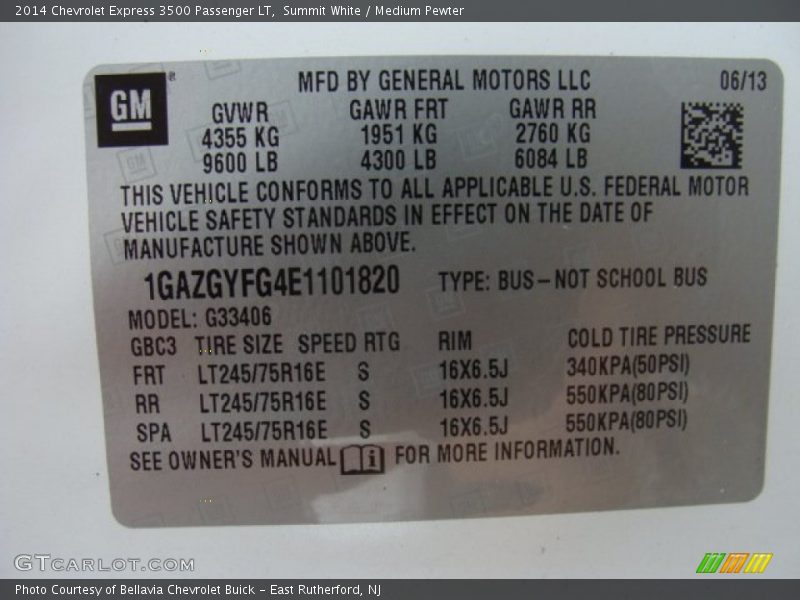 2014 Chevrolet Express 3500 Passenger LT, Summit White / Medium Pewter
GM ® MFD BY GENERAL MOTORS LLC 06/13
GVWR GAWR FRT GAWR RR
4355 KG 1951 KG 2760 KG
9600 LB 4300 LB 6084 LB
THIS VEHICLE CONFORMS TO ALL APPLICABLE U.S. FEDERAL MOTOR
VEHICLE SAFETY STANDARDS IN EFFECT ON THE DATE OF
MANUFACTURE SHOWN ABOVE.
1GAZGYFG4E1101820 TYPE: BUS-NOT SCHOOL BUS
MODEL: G33406
GBC3 TIRE SIZE SPEED RTG RIM COLD TIRE PRESSURE
FRT LT245/75R16E S 16X6.5J 340KPA(50PSI)
RR LT245/75R16E S 16X6.5J 550KPA(80PSI)
SPA LT245/75R16E S 16X6.5J 550KPA(80PSI)
SEE OWNER'S MANUAL i FOR MORE INFORMATION.
GTCARLOT.COM
Photo Courtesy of Bellavia Chevrolet Buick - East Rutherford, NJ